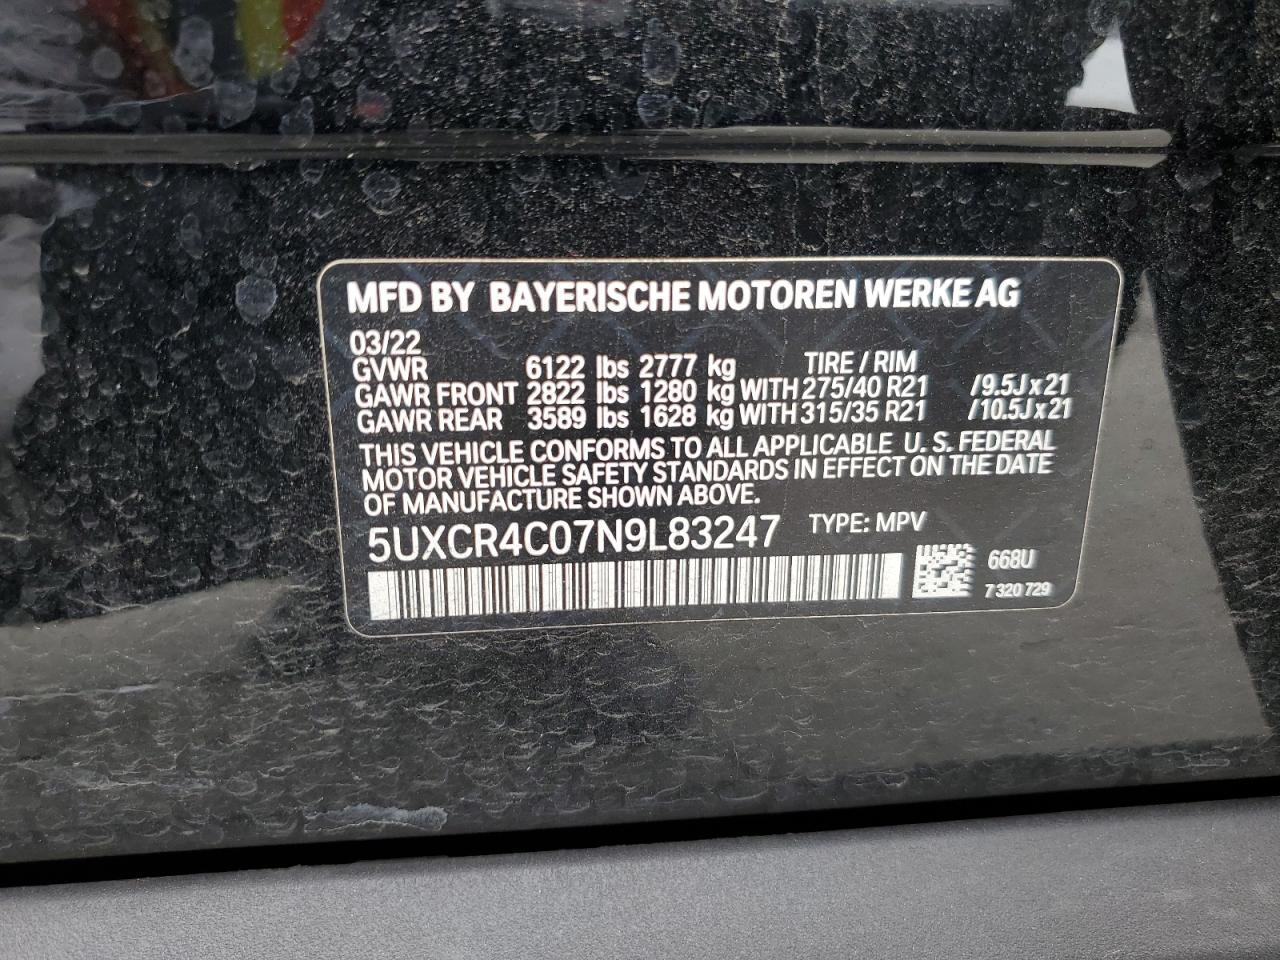 MFD BY BAYERISCHE MOTOREN WERKE AG
03/22
GVWR 6122 lbs 2777 kg TIRE / RIM
GAWR FRONT 2822 lbs 1280 kg WITH 275/40 R21 /9.5J x 21
GAWR REAR 3589 lbs 1628 kg WITH 315/35 R21 /10.5J x 21
THIS VEHICLE CONFORMS TO ALL APPLICABLE U. S. FEDERAL
MOTOR VEHICLE SAFETY STANDARDS IN EFFECT ON THE DATE
OF MANUFACTURE SHOWN ABOVE.
5UXCR4C07N9L83247 TYPE: MPV
668U
7 320 729